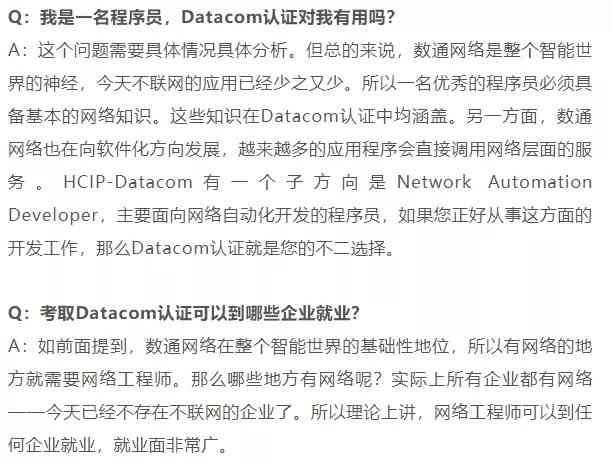 Q：我是一名程序员，Datacom认证对我有用吗？
A：这个问题需要具体情况具体分析。但总的来说，数通网络是整个智能世
界的神经，今天不联网的应用已经少之又少。所以一名优秀的程序员必须具
备基本的网络知识。这些知识在Datacom认证中均涵盖。另一方面，数通
网络也在向软件化方向发展，越来越多的应用程序会直接调用网络层面的服
务。HCIP-Datacom有一个子方向是Network Automation
Developer，主要面向网络自动化开发的程序员，如果您正好从事这方面的
开发工作，那么Datacom认证就是您的不二选择。
Q：考取Datacom认证可以到哪些企业就业？
A：如前面提到，数通网络在整个智能世界的基础性地位，所以有网络的地
方就需要网络工程师。那么哪些地方有网络呢？实际上所有企业都有网络
——今天已经不存在不联网的企业了。所以理论上讲，网络工程师可以到任
何企业就业，就业面非常广。